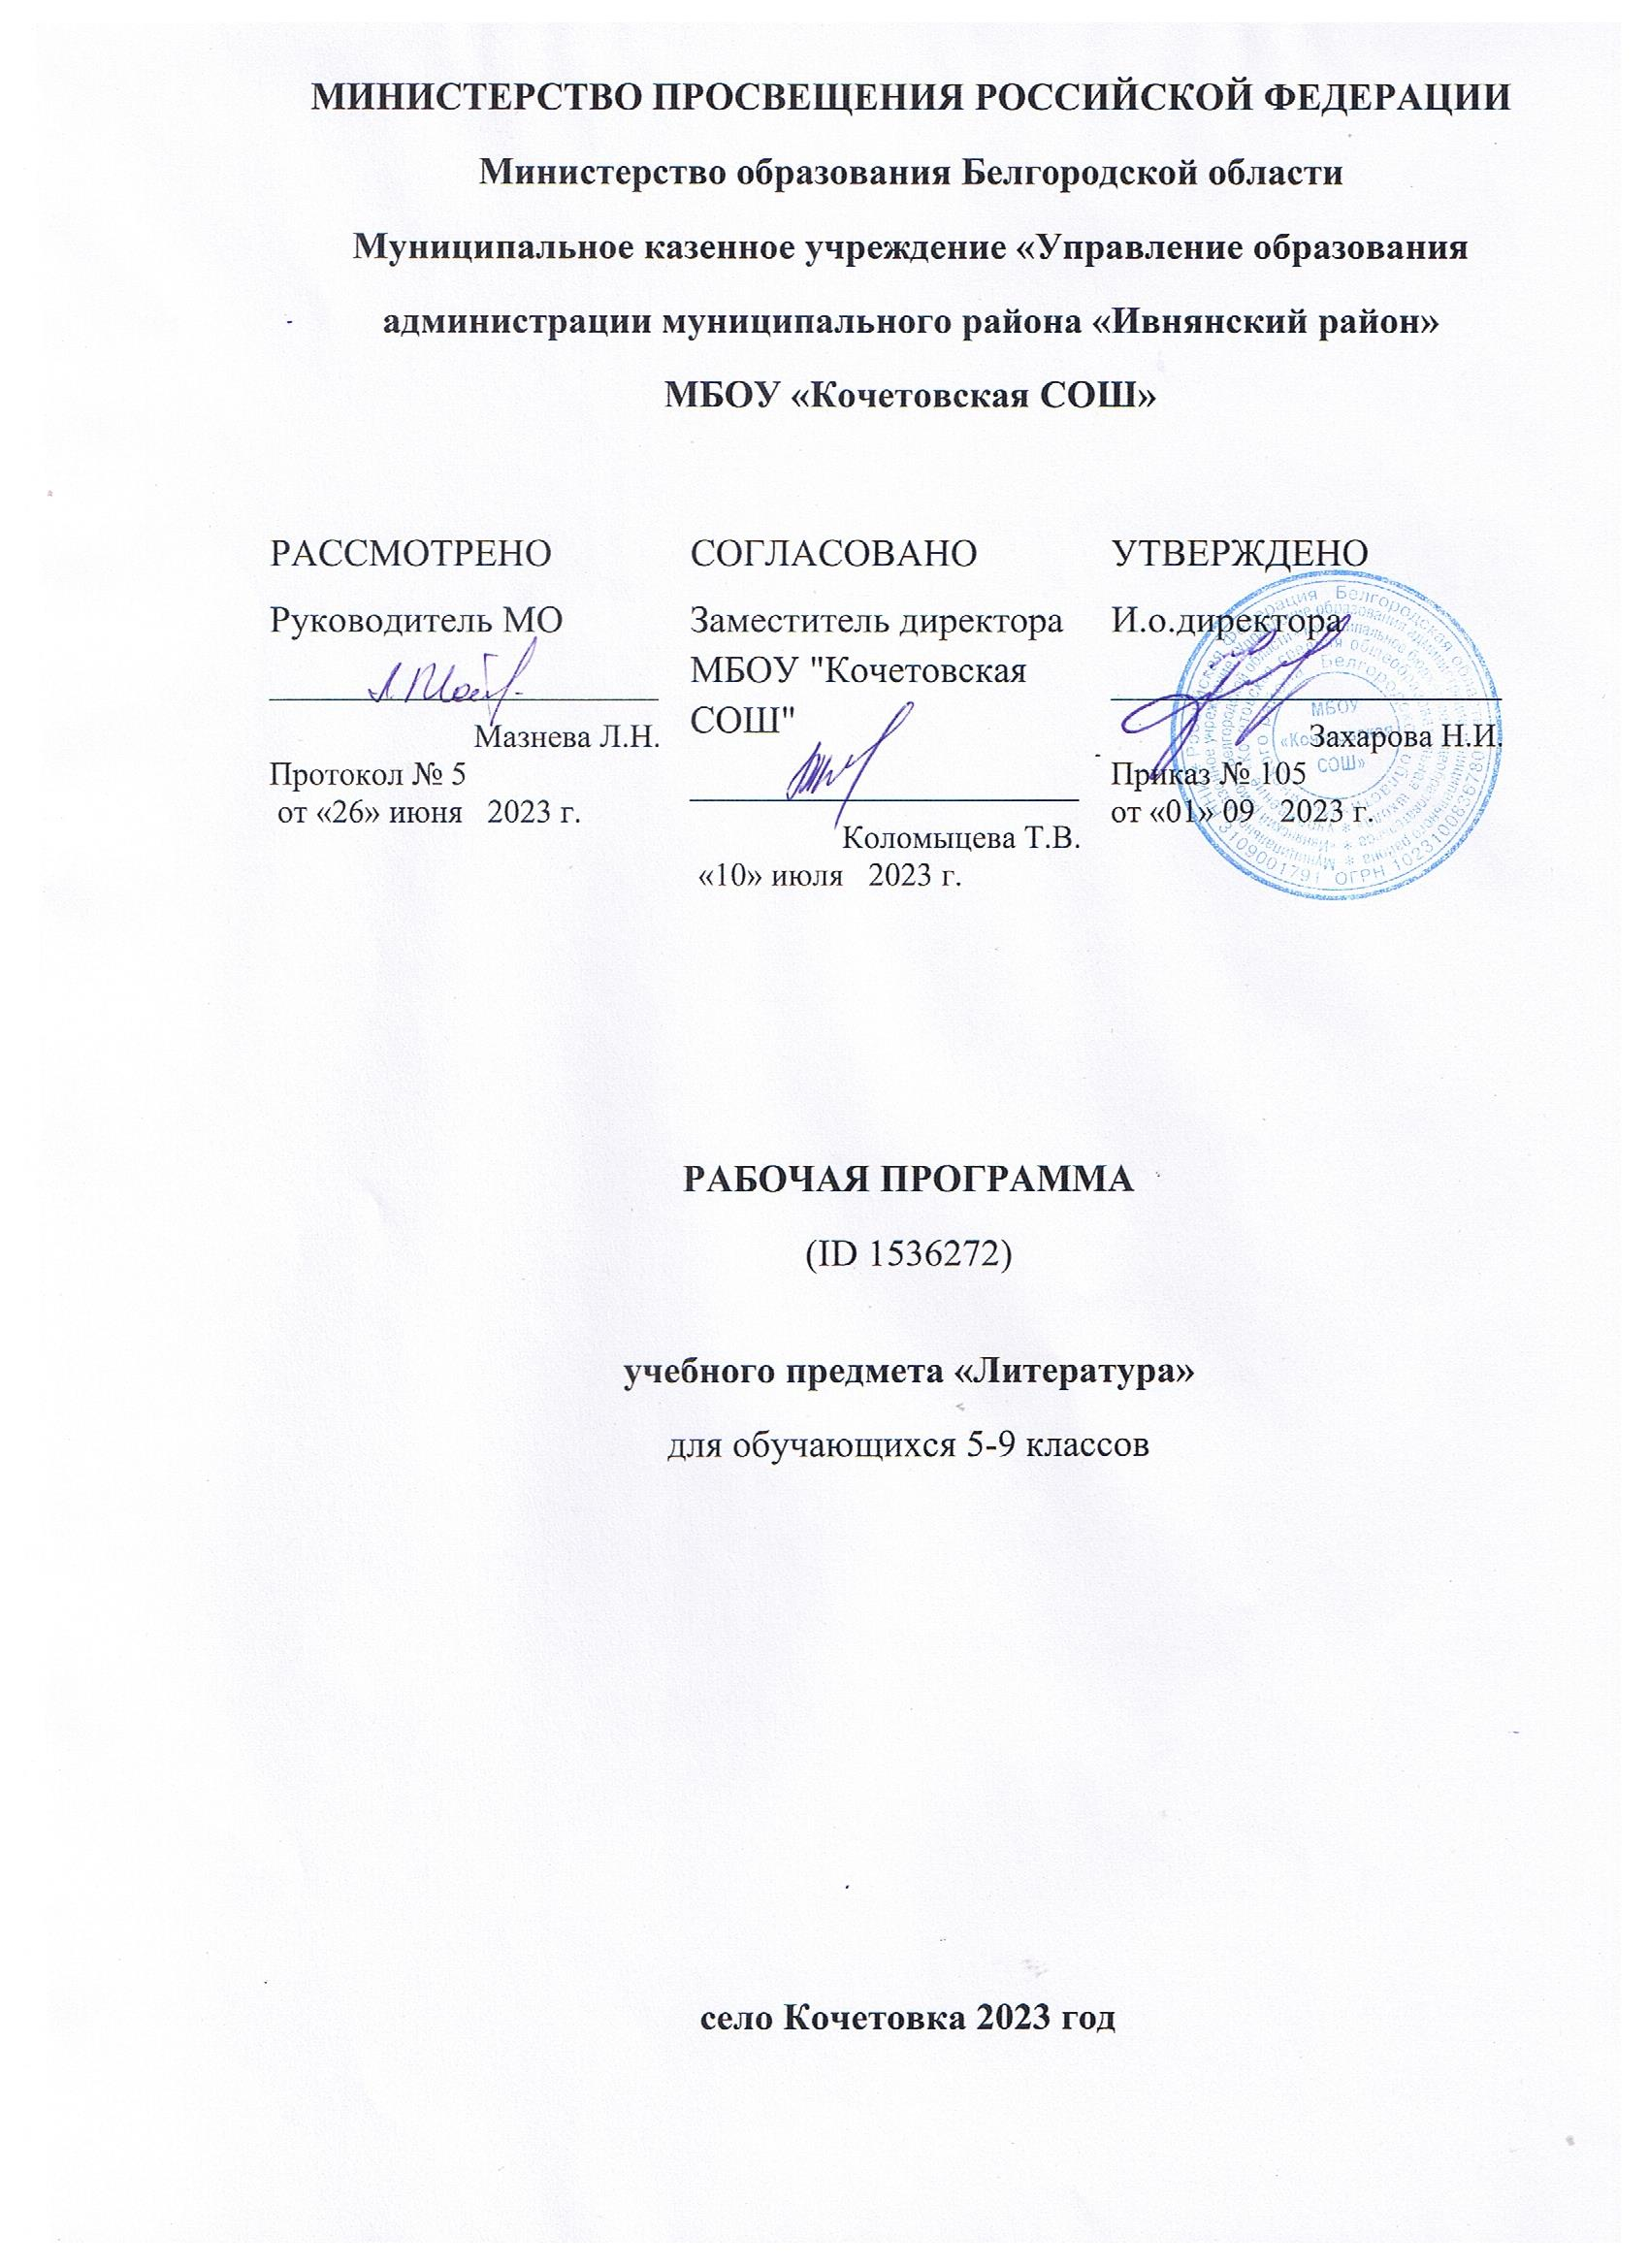 МИНИСТЕРСТВО ПРОСВЕЩЕНИЯ РОССИЙСКОЙ ФЕДЕРАЦИИ
Министерство образования Белгородской области
Муниципальное казенное учреждение «Управление образования
администрации муниципального района «Ивнянский район»
МБОУ «Кочетовская СОШ»
РАССМОТРЕНО
Руководитель МО
Мазнева Л.Н.
Протокол № 5
от «26» июня 2023 г.
СОГЛАСОВАНО
Заместитель директора
МБОУ "Кочетовская
СОШ"
Коломыцева Т.В.
«10» июля 2023 г.
УТВЕРЖДЕНО
И.о.директора
Захарова Н.И.
Приказ № 105
от «01» 09 2023 г.
МБОУ
СОШ»
РАБОЧАЯ ПРОГРАММА
(ID 1536272)
учебного предмета «Литература»
для обучающихся 5-9 классов
село Кочетовка 2023 год